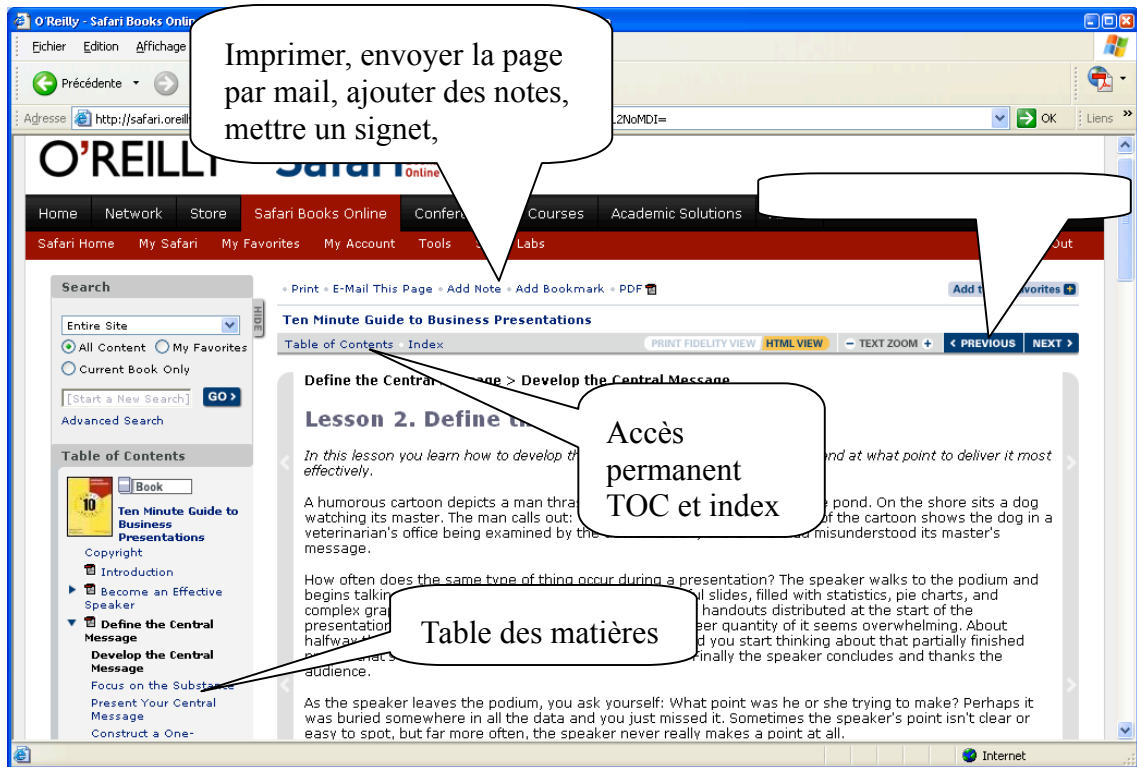 O'Reilly - Safari Books Onlin
Fichier Edition Affichage
Précédente
Adresse http://safari.oreill L2NoMDI= OK Liens »
Imprimer, envoyer la page
par mail, ajouter des notes,
mettre un signet,
O'REILLY Safari
Online
Home Network Store Safari Books Online Confer Courses Academic Solutions
Safari Home My Safari My Favorites My Account Tools Labs Out
Search
HIDE
Entire Site
All Content My Favorites
Current Book Only
[Start a New Search] GO >
Advanced Search
Table of Contents
Book
10
Ten Minute Guide to
Business
Presentations
Copyright
Introduction
Become an Effective
Speaker
Define the Central
Message
Develop the Central
Message
Focus on the Substance
Present Your Central
Message
Construct a One-
Print E-Mail This Page Add Note Add Bookmark PDF Add t vorites +
Ten Minute Guide to Business Presentations
Table of Contents Index PRINT FIDELITY VIEW HTML VIEW − TEXT ZOOM + < PREVIOUS NEXT >
Define the Central Message > Develop the Central Message
Lesson 2. Define th
In this lesson you learn how to develop th and at what point to deliver it most
effectively.
A humorous cartoon depicts a man thras e pond. On the shore sits a dog
watching its master. The man calls out: of the cartoon shows the dog in a
veterinarian's office being examined by the misunderstood its master's
message.
How often does the same type of thing occur during a presentation? The speaker walks to the podium and
begins talkin ul slides, filled with statistics, pie charts, and
complex grap handouts distributed at the start of the
presentation eer quantity of it seems overwhelming. About
halfway th d you start thinking about that partially finished
that's Finally the speaker concludes and thanks the
audience.
As the speaker leaves the podium, you ask yourself: What point was he or she trying to make? Perhaps it
was buried somewhere in all the data and you just missed it. Sometimes the speaker's point isn't clear or
easy to spot, but far more often, the speaker never really makes a point at all.
Accès
permanent
TOC et index
Table des matières
Internet